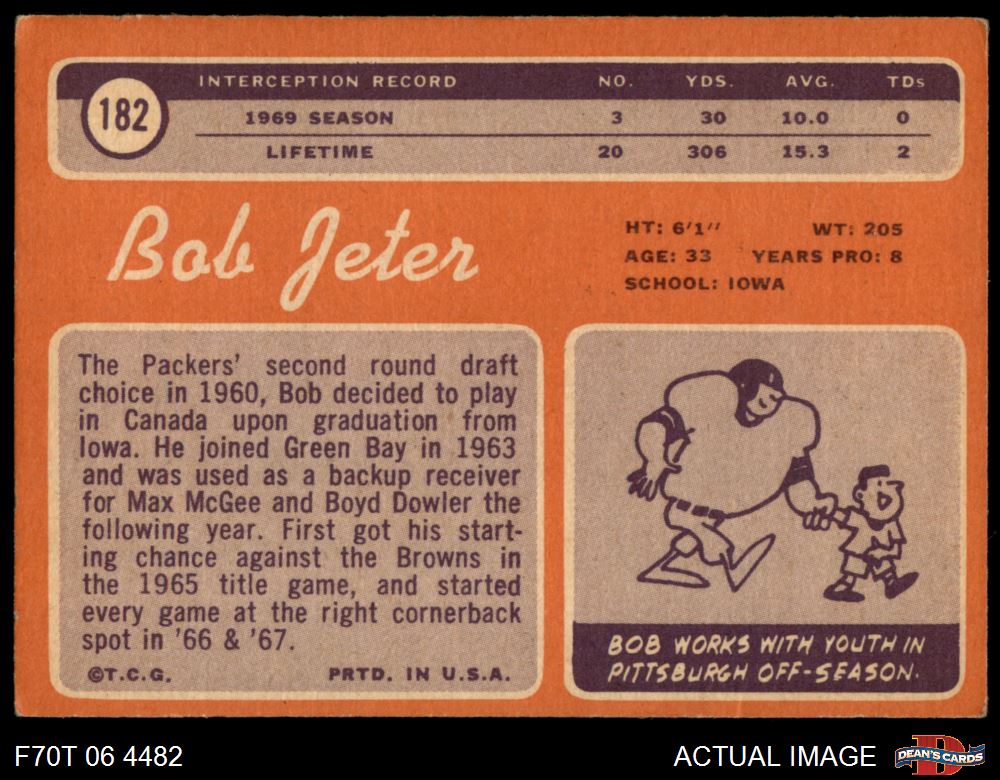 182
INTERCEPTION RECORD NO. YDS. AVG. TDs
1969 SEASON 3 30 10.0 0
LIFETIME 20 306 15.3 2
Bob Jeter
HT: 6'1" WT: 205
AGE: 33 YEARS PRO: 8
SCHOOL: IOWA
The Packers' second round draft
choice in 1960, Bob decided to play
in Canada upon graduation from
Iowa. He joined Green Bay in 1963
and was used as a backup receiver
for Max McGee and Boyd Dowler the
following year. First got his start-
ing chance against the Browns in
the 1965 title game, and started
every game at the right cornerback
spot in '66 & '67.
©T.C.G. PRTD. IN U.S.A.
BOB WORKS WITH YOUTH IN
PITTSBURGH OFF-SEASON.
F70T 06 4482 ACTUAL IMAGE
D
DEAN'S CARDS